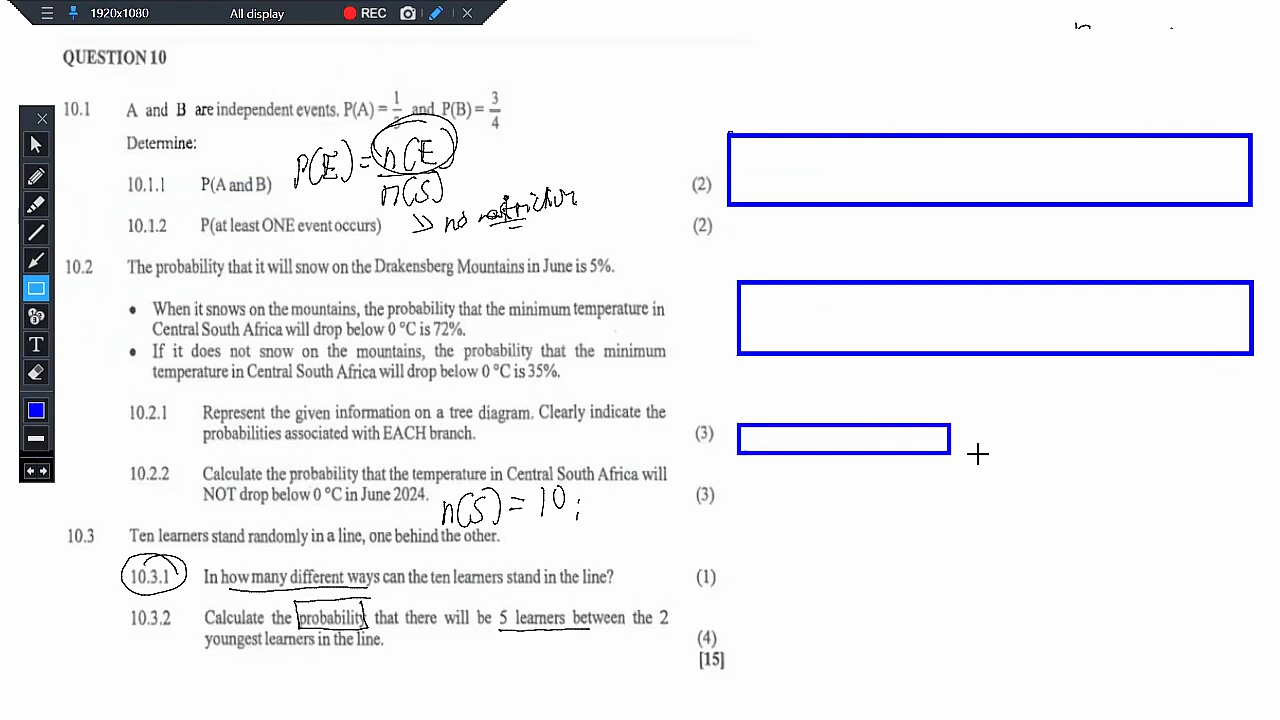 1920x1080 All display REC
QUESTION 10
10.1 A and B are independent events. P(A) = 1/ and P(B) = 3/4
Determine:
P(E) = n(E)/n(S)
10.1.1 P(A and B) (2)
>> no restriction
10.1.2 P(at least ONE event occurs) (2)
10.2 The probability that it will snow on the Drakensberg Mountains in June is 5%.
• When it snows on the mountains, the probability that the minimum temperature in
Central South Africa will drop below 0 °C is 72%.
• If it does not snow on the mountains, the probability that the minimum
temperature in Central South Africa will drop below 0 °C is 35%.
10.2.1 Represent the given information on a tree diagram. Clearly indicate the
probabilities associated with EACH branch. (3)
10.2.2 Calculate the probability that the temperature in Central South Africa will
NOT drop below 0 °C in June 2024. (3)
n(S) = 10;
10.3 Ten learners stand randomly in a line, one behind the other.
10.3.1 In how many different ways can the ten learners stand in the line? (1)
10.3.2 Calculate the probability that there will be 5 learners between the 2
youngest learners in the line. (4)
[15]